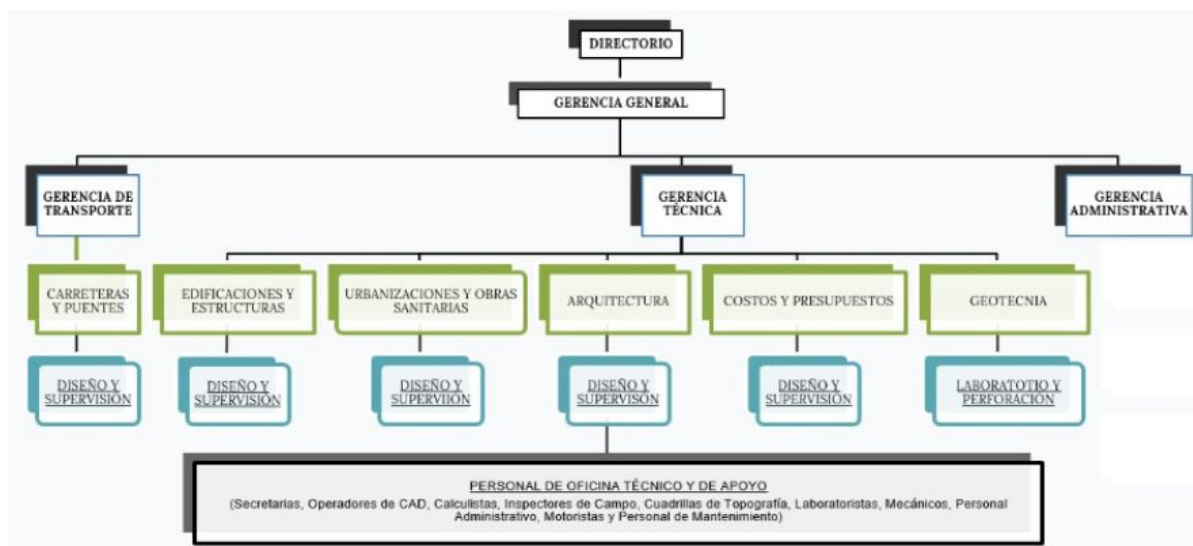 DIRECTORIO
GERENCIA GENERAL
GERENCIA DE
TRANSPORTE
GERENCIA
TÉCNICA
GERENCIA
ADMINISTRATIVA
CARRETERAS
Y PUENTES
EDIFICACIONES Y
ESTRUCTURAS
URBANIZACIONES Y OBRAS
SANITARIAS
ARQUITECTURA
COSTOS Y PRESUPUESTOS
GEOTECNIA
DISEÑO Y
SUPERVISIÓN
DISEÑO Y
SUPERVISIÓN
DISEÑO Y
SUPERVIIÓN
DISEÑO Y
SUPERVISÓN
DISEÑO Y
SUPERVISIÓN
LABORATOTIO Y
PERFORACIÓN
PERSONAL DE OFICINA TÉCNICO Y DE APOYO
(Secretarias, Operadores de CAD, Calculistas, Inspectores de Campo, Cuadrillas de Topografía, Laboratoristas, Mecánicos, Personal
Administrativo, Motoristas y Personal de Mantenimiento)